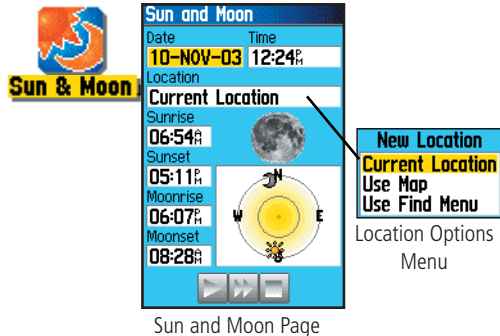 Sun & Moon
Sun and Moon
Date Time
10-NOV-03 12:24PM
Location
Current Location
Sunrise
06:54AM
Sunset
05:11PM
Moonrise
06:07PM
Moonset
08:28AM
N
W E
S
Sun and Moon Page
New Location
Current Location
Use Map
Use Find Menu
Location Options
Menu